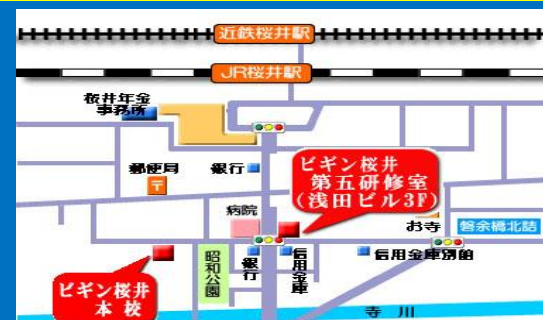 近鉄桜井駅
JR桜井駅
桜井年金
事務所
郵便局
銀行
ビギン桜井
第五研修室
(浅田ビル3F)
病院
お寺
磐余橋北詰
昭和公園
銀行
信用金庫
信用金庫別館
ビギン桜井
本校
寺川